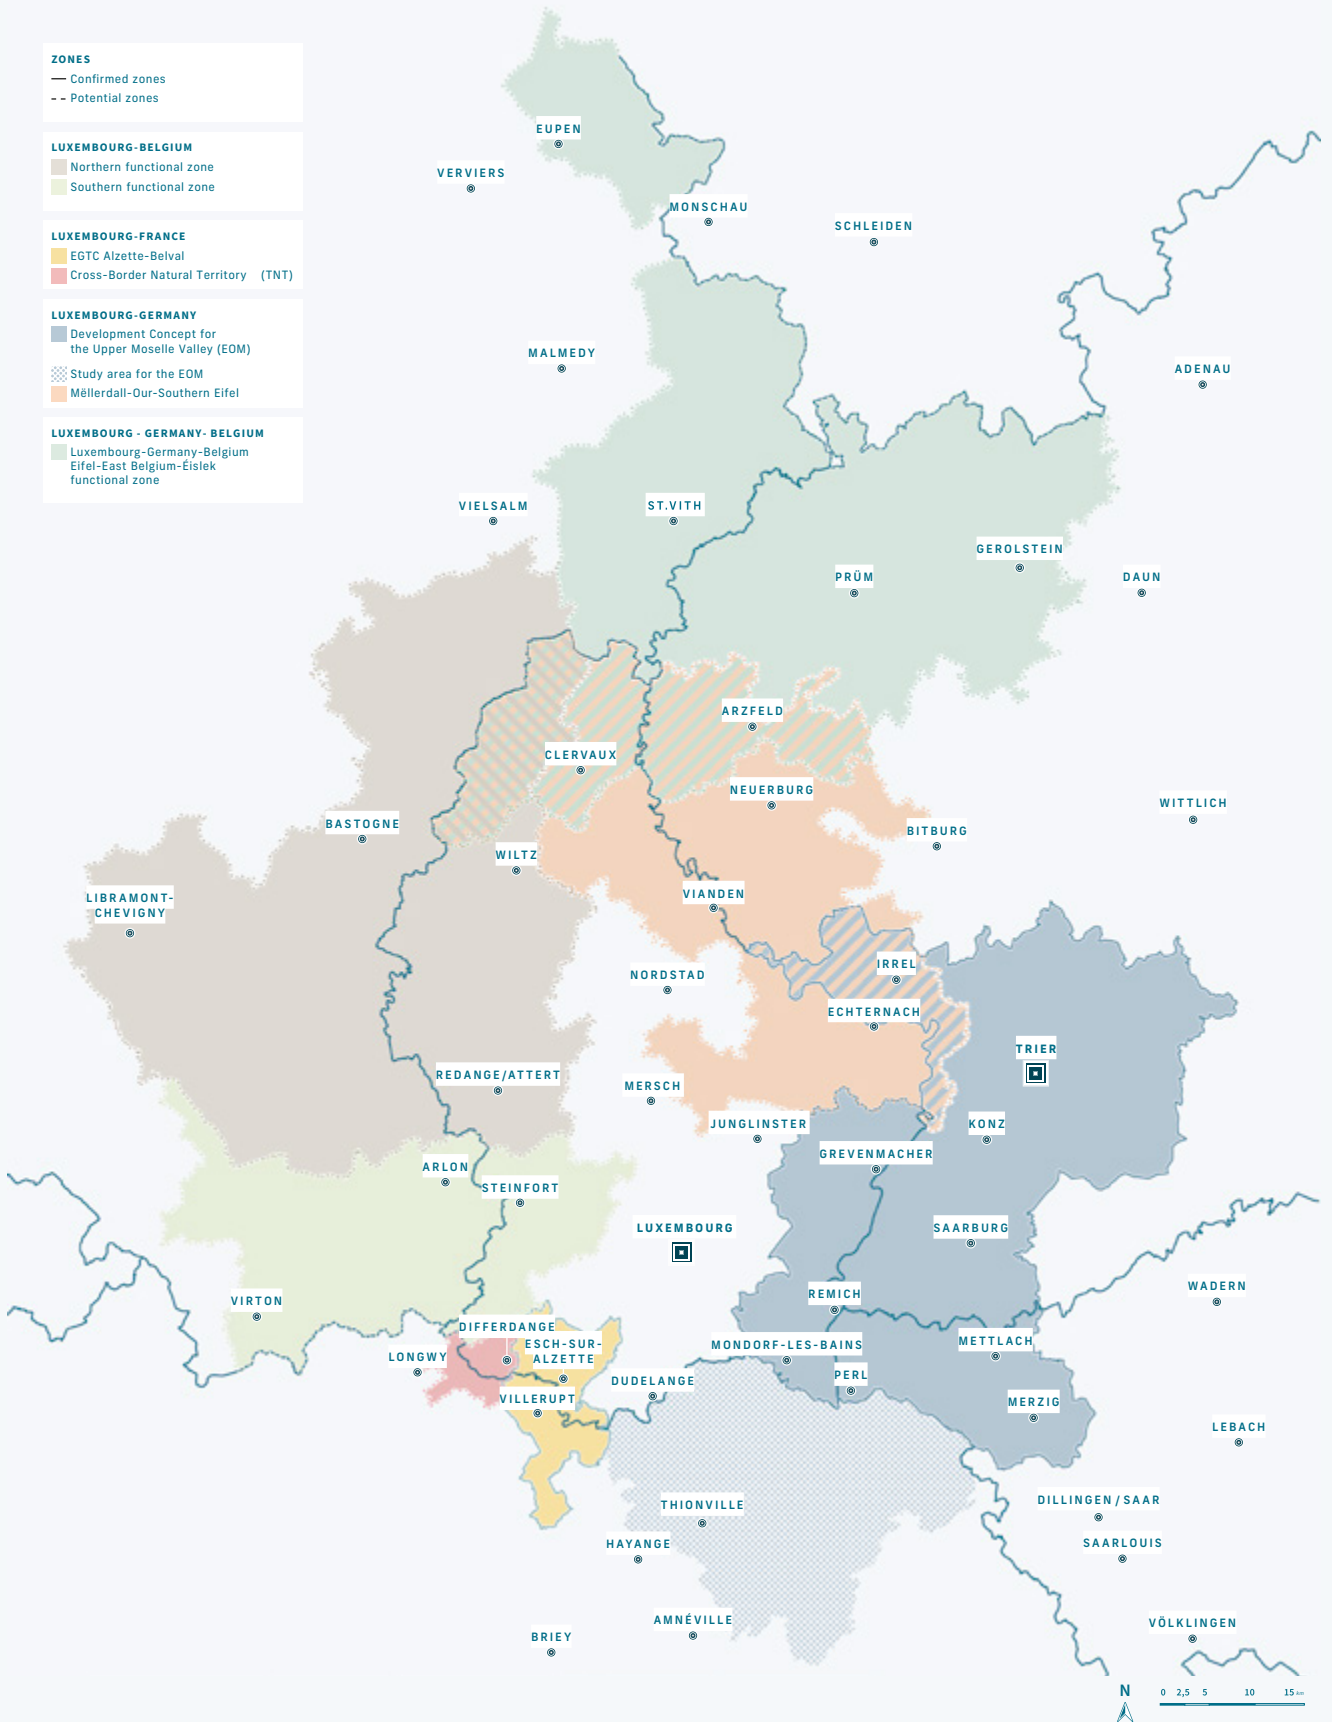 ZONES
Confirmed zones
Potential zones
LUXEMBOURG-BELGIUM
Northern functional zone
Southern functional zone
LUXEMBOURG-FRANCE
EGTC Alzette-Belval
Cross-Border Natural Territory (TNT)
LUXEMBOURG-GERMANY
Development Concept for
the Upper Moselle Valley (EOM)
Study area for the EOM
Mëllerdall-Our-Southern Eifel
LUXEMBOURG - GERMANY- BELGIUM
Luxembourg-Germany-Belgium
Eifel-East Belgium-Éislek
functional zone
EUPEN
VERVIERS
MONSCHAU
SCHLEIDEN
MALMEDY
ADENAU
VIELSALM
ST.VITH
GEROLSTEIN
PRÜM
DAUN
ARZFELD
CLERVAUX
NEUERBURG
WITTLICH
BASTOGNE
BITBURG
WILTZ
VIANDEN
LIBRAMONT-
CHEVIGNY
IRREL
NORDSTAD
ECHTERNACH
TRIER
REDANGE/ATTERT
MERSCH
JUNGLINSTER
KONZ
GREVENMACHER
ARLON
STEINFORT
LUXEMBOURG
SAARBURG
WADERN
REMICH
VIRTON
DIFFERDANGE
ESCH-SUR-
ALZETTE
MONDORF-LES-BAINS
METTLACH
LONGWY
DUDELANGE
PERL
VILLERUPT
MERZIG
LEBACH
THIONVILLE
DILLINGEN/SAAR
HAYANGE
SAARLOUIS
AMNÉVILLE
VÖLKLINGEN
BRIEY
N
0 2,5 5 10 15 km